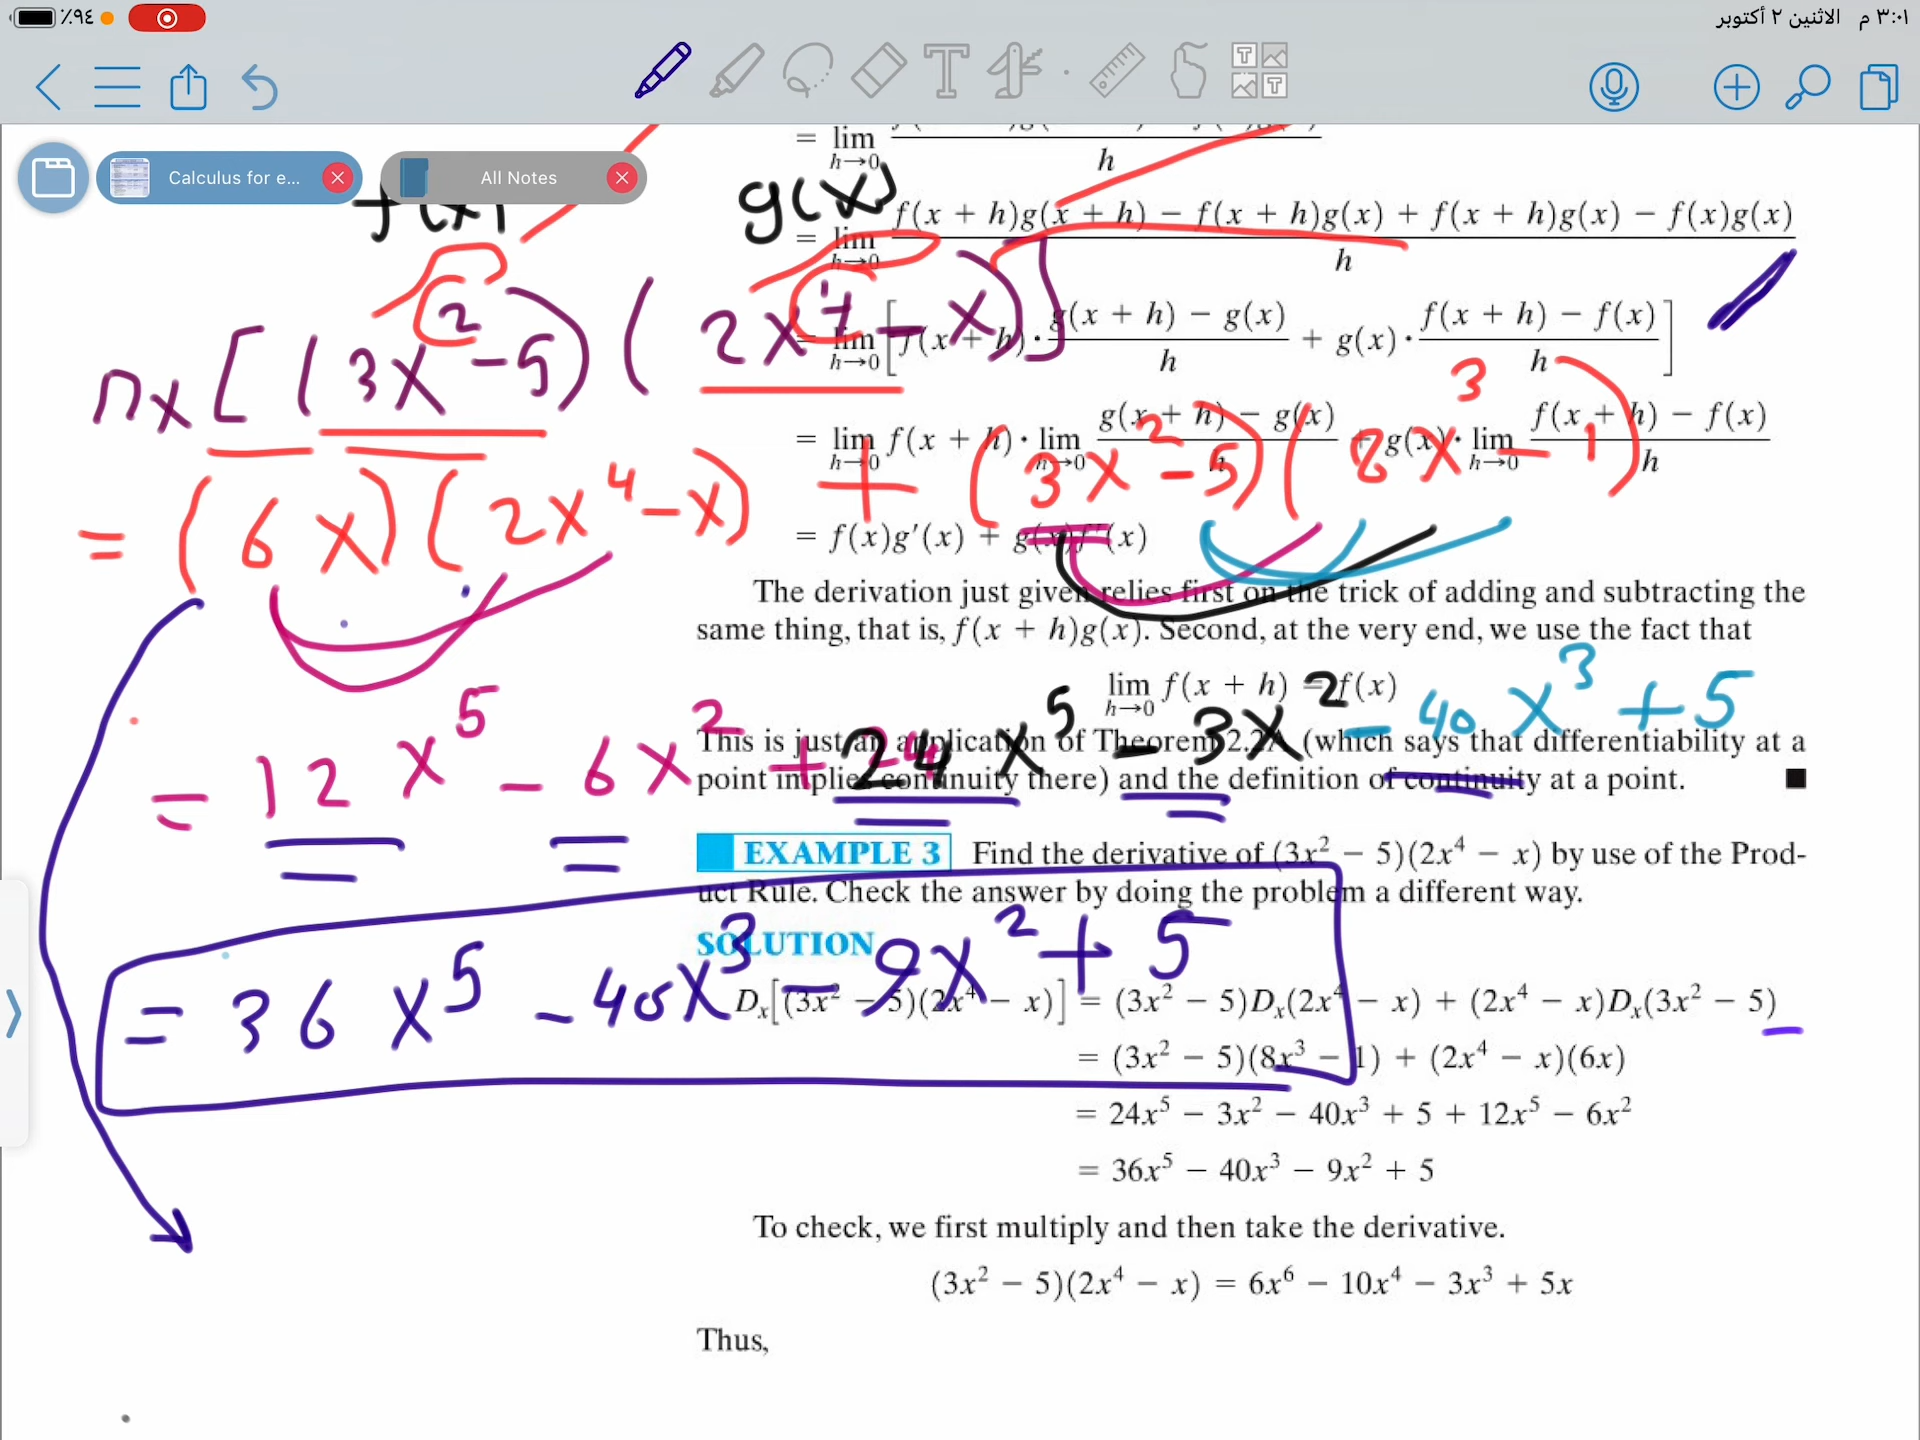 ٪٩٤
٣:٠١ م الاثنين ٢ أكتوبر
Calculus for e...
All Notes
f(x) g(x)
= lim h→0 h
= lim h→0 f(x + h)g(x + h) − f(x + h)g(x) + f(x + h)g(x) − f(x)g(x) / h
= lim h→0 [f(x + h) · g(x + h) − g(x) / h + g(x) · f(x + h) − f(x) / h]
Dx [(3x² − 5)(2x⁴ − x)]
= lim h→0 f(x + h) · lim h→0 g(x + h) − g(x) / h + g(x) · lim h→0 f(x + h) − f(x) / h
= (6x)(2x⁴ − x) + (3x² − 5)(8x³ − 1)
= f(x)g′(x) + g(x)f′(x)
The derivation just given relies first on the trick of adding and subtracting the
same thing, that is, f(x + h)g(x). Second, at the very end, we use the fact that
lim h→0 f(x + h) = f(x)
= 12x⁵ − 6x² + 24x⁵ − 3x² − 40x³ + 5
This is just an application of Theorem 2.2A (which says that differentiability at a
point implies continuity there) and the definition of continuity at a point. ■
EXAMPLE 3 Find the derivative of (3x² − 5)(2x⁴ − x) by use of the Prod-
uct Rule. Check the answer by doing the problem a different way.
SOLUTION
= 36x⁵ − 40x³ − 9x² + 5
Dₓ[(3x² − 5)(2x⁴ − x)] = (3x² − 5)Dₓ(2x⁴ − x) + (2x⁴ − x)Dₓ(3x² − 5)
= (3x² − 5)(8x³ − 1) + (2x⁴ − x)(6x)
= 24x⁵ − 3x² − 40x³ + 5 + 12x⁵ − 6x²
= 36x⁵ − 40x³ − 9x² + 5
To check, we first multiply and then take the derivative.
(3x² − 5)(2x⁴ − x) = 6x⁶ − 10x⁴ − 3x³ + 5x
Thus,